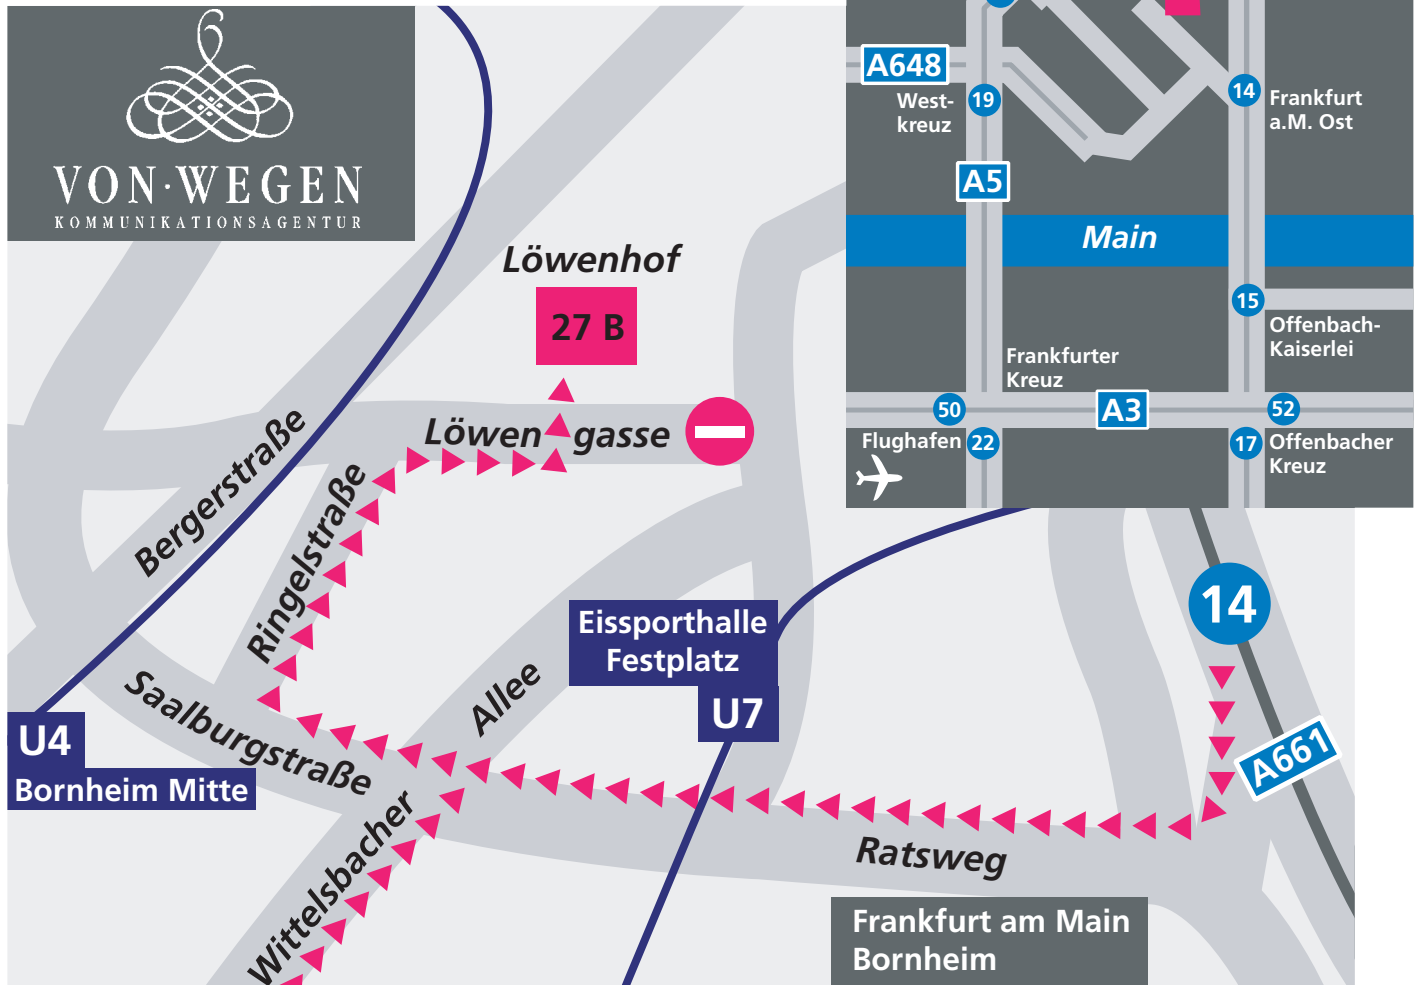 VON·WEGEN
KOMMUNIKATIONSAGENTUR
A648
West-
kreuz
19
14
Frankfurt
a.M. Ost
A5
Main
15
Offenbach-
Kaiserlei
Frankfurter
Kreuz
50
A3
52
Flughafen
22
17
Offenbacher
Kreuz
Löwenhof
27 B
Löwen gasse
Bergerstraße
Ringelstraße
14
Eissporthalle
Festplatz
U7
Allee
Saalburgstraße
U4
Bornheim Mitte
A661
Wittelsbacher
Ratsweg
Frankfurt am Main
Bornheim